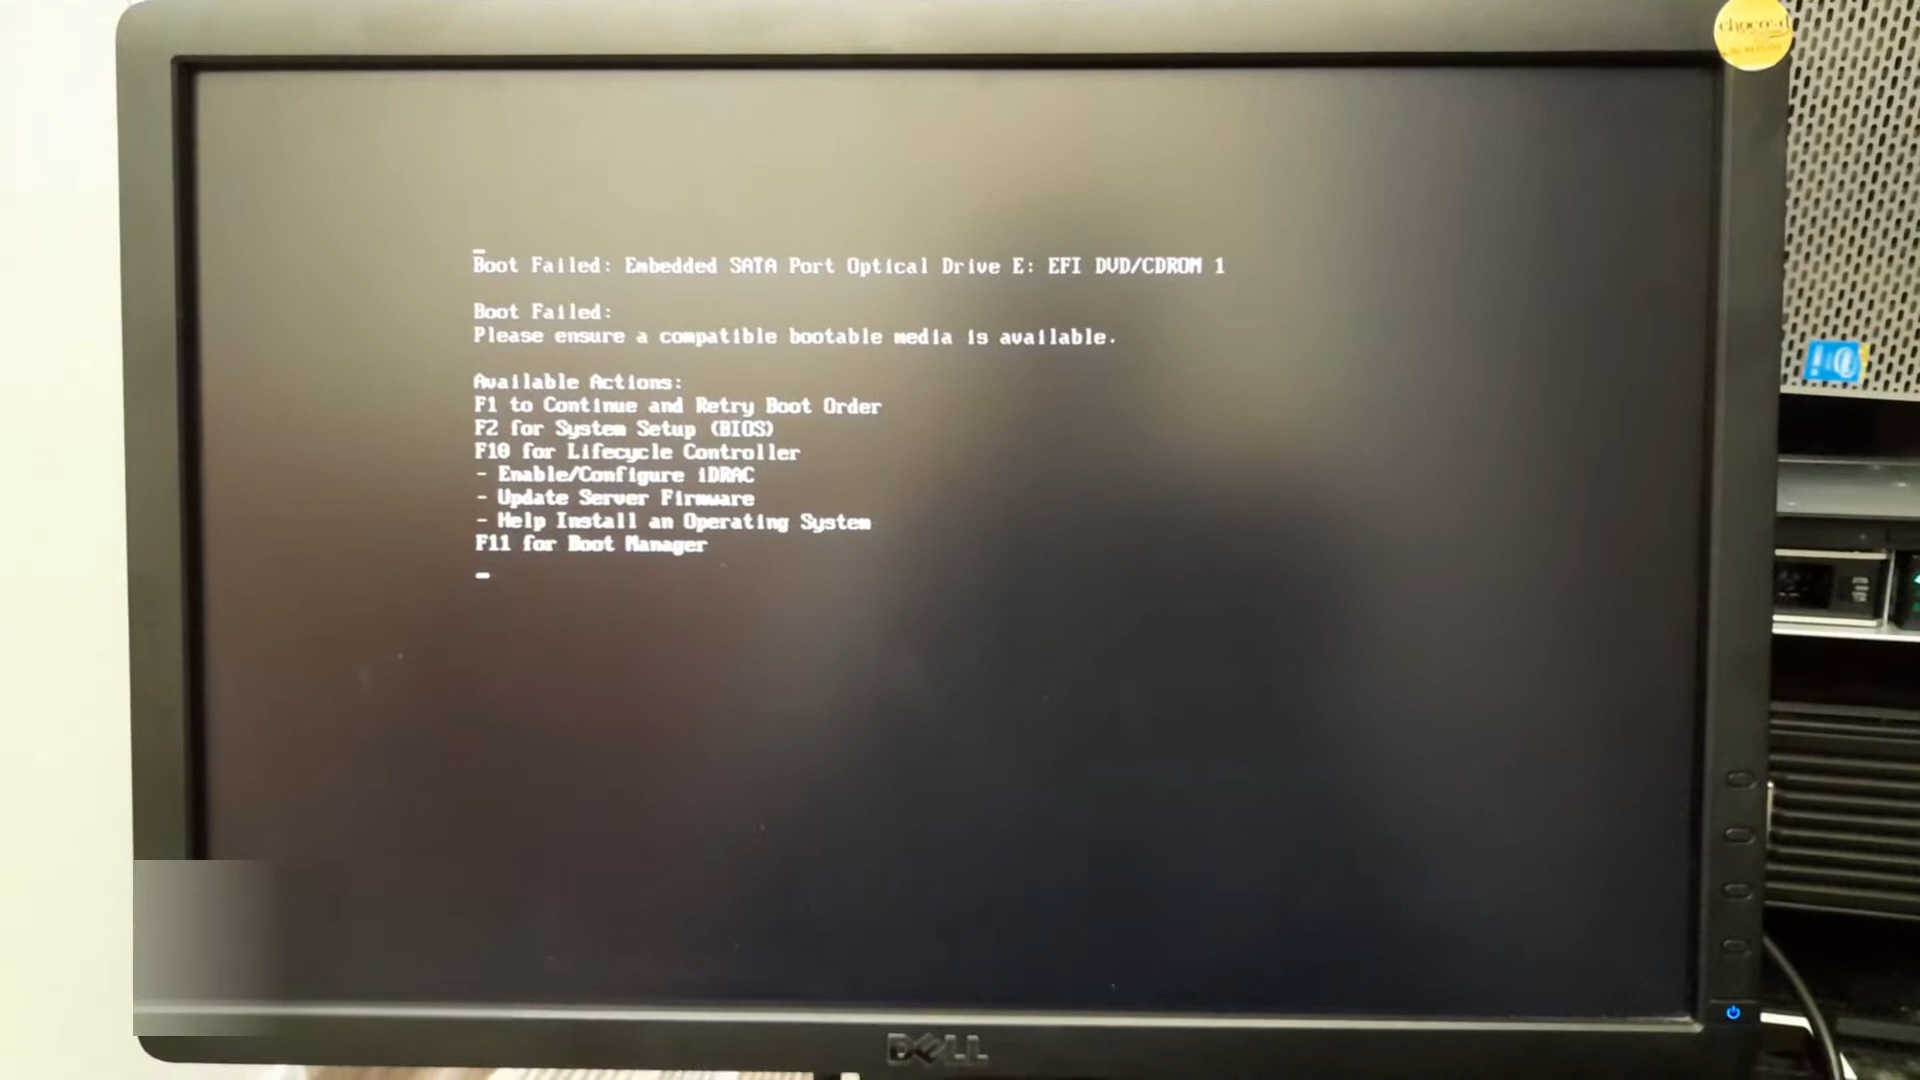 Boot Failed: Embedded SATA Port Optical Drive E: EFI DVD/CDROM 1
Boot Failed:
Please ensure a compatible bootable media is available.
Available Actions:
F1 to Continue and Retry Boot Order
F2 for System Setup (BIOS)
F10 for Lifecycle Controller
- Enable/Configure iDRAC
- Update Server Firmware
- Help Install an Operating System
F11 for Boot Manager
DELL